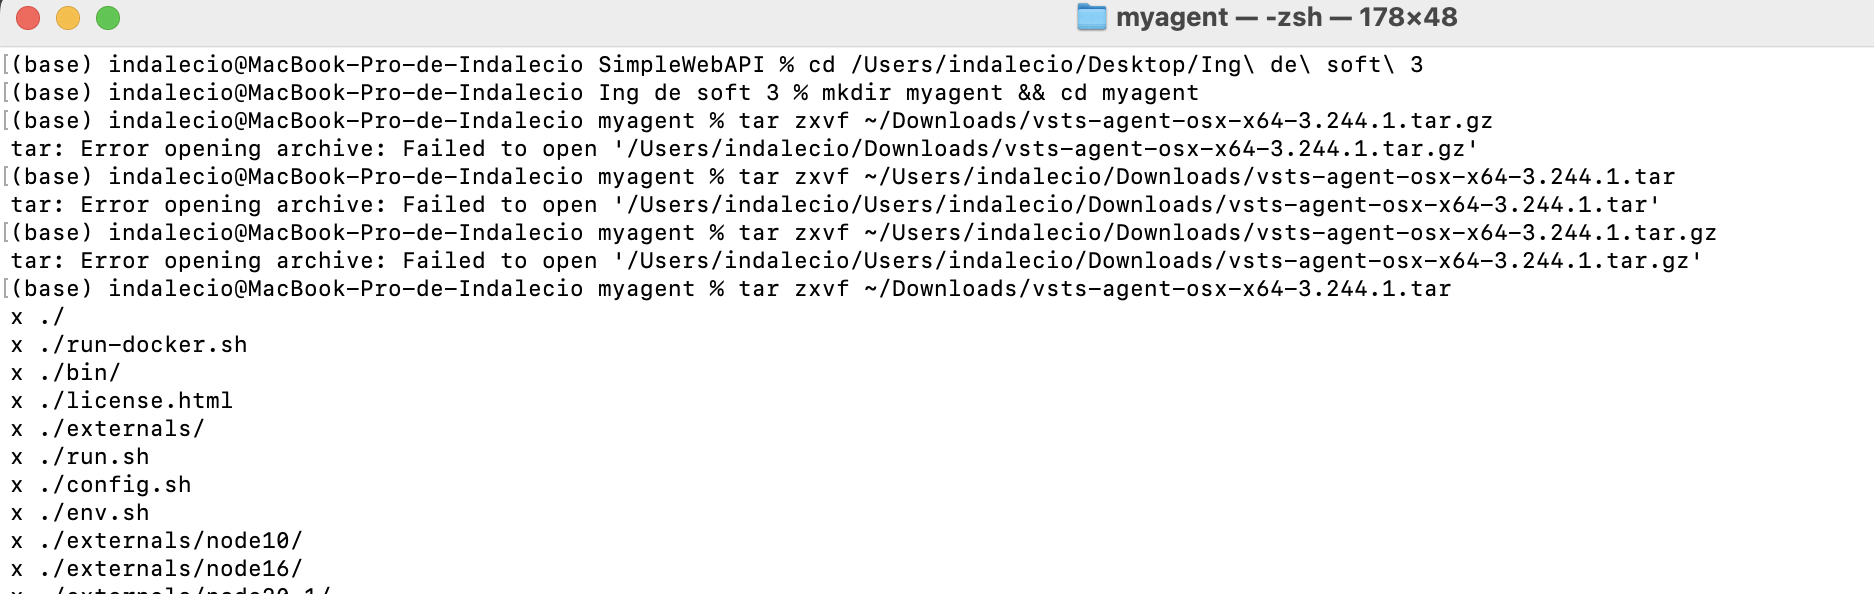 myagent — -zsh — 178×48
[(base) indalecio@MacBook-Pro-de-Indalecio SimpleWebAPI % cd /Users/indalecio/Desktop/Ing\ de\ soft\ 3
[(base) indalecio@MacBook-Pro-de-Indalecio Ing de soft 3 % mkdir myagent && cd myagent
[(base) indalecio@MacBook-Pro-de-Indalecio myagent % tar zxvf ~/Downloads/vsts-agent-osx-x64-3.244.1.tar.gz
tar: Error opening archive: Failed to open '/Users/indalecio/Downloads/vsts-agent-osx-x64-3.244.1.tar.gz'
[(base) indalecio@MacBook-Pro-de-Indalecio myagent % tar zxvf ~/Users/indalecio/Downloads/vsts-agent-osx-x64-3.244.1.tar
tar: Error opening archive: Failed to open '/Users/indalecio/Users/indalecio/Downloads/vsts-agent-osx-x64-3.244.1.tar'
[(base) indalecio@MacBook-Pro-de-Indalecio myagent % tar zxvf ~/Users/indalecio/Downloads/vsts-agent-osx-x64-3.244.1.tar.gz
tar: Error opening archive: Failed to open '/Users/indalecio/Users/indalecio/Downloads/vsts-agent-osx-x64-3.244.1.tar.gz'
[(base) indalecio@MacBook-Pro-de-Indalecio myagent % tar zxvf ~/Downloads/vsts-agent-osx-x64-3.244.1.tar
x ./
x ./run-docker.sh
x ./bin/
x ./license.html
x ./externals/
x ./run.sh
x ./config.sh
x ./env.sh
x ./externals/node10/
x ./externals/node16/
x ./externals/node20_1/